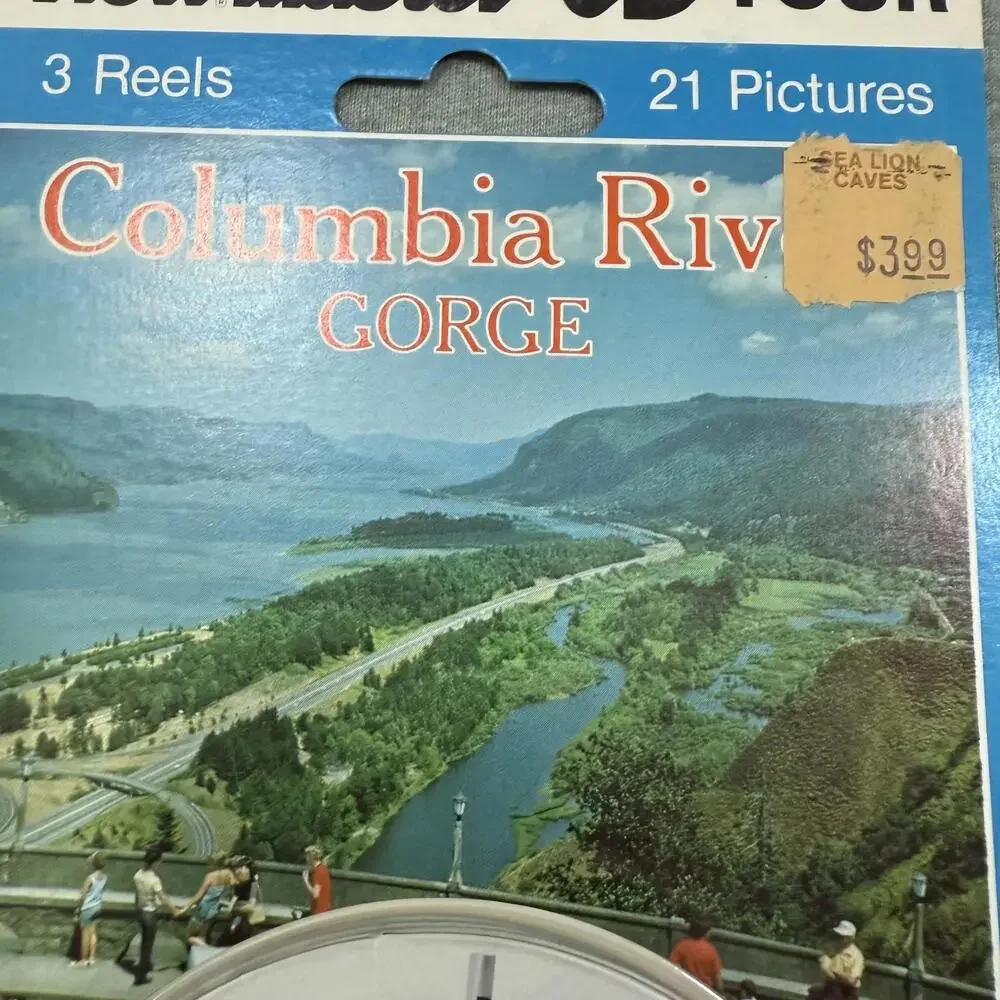 3 Reels
21 Pictures
Columbia Riv
GORGE
SEA LION
CAVES
$3.99